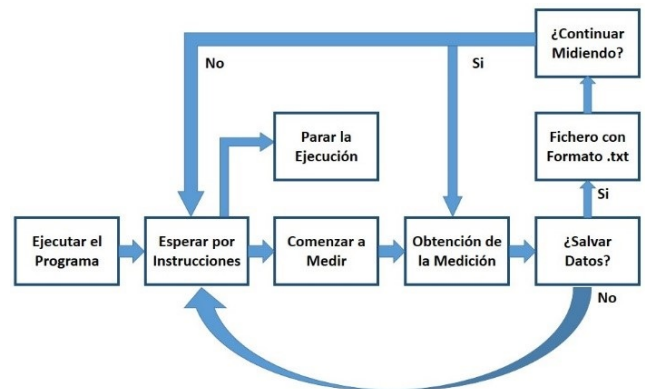 ¿Continuar
Midiendo?
No
Si
Parar la
Ejecución
Fichero con
Formato .txt
Si
Ejecutar el
Programa
Esperar por
Instrucciones
Comenzar a
Medir
Obtención de
la Medición
¿Salvar
Datos?
No